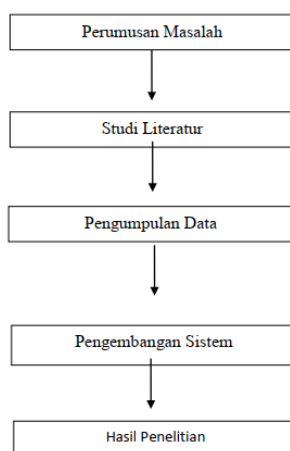 Perumusan Masalah
Studi Literatur
Pengumpulan Data
Pengembangan Sistem
Hasil Penelitian